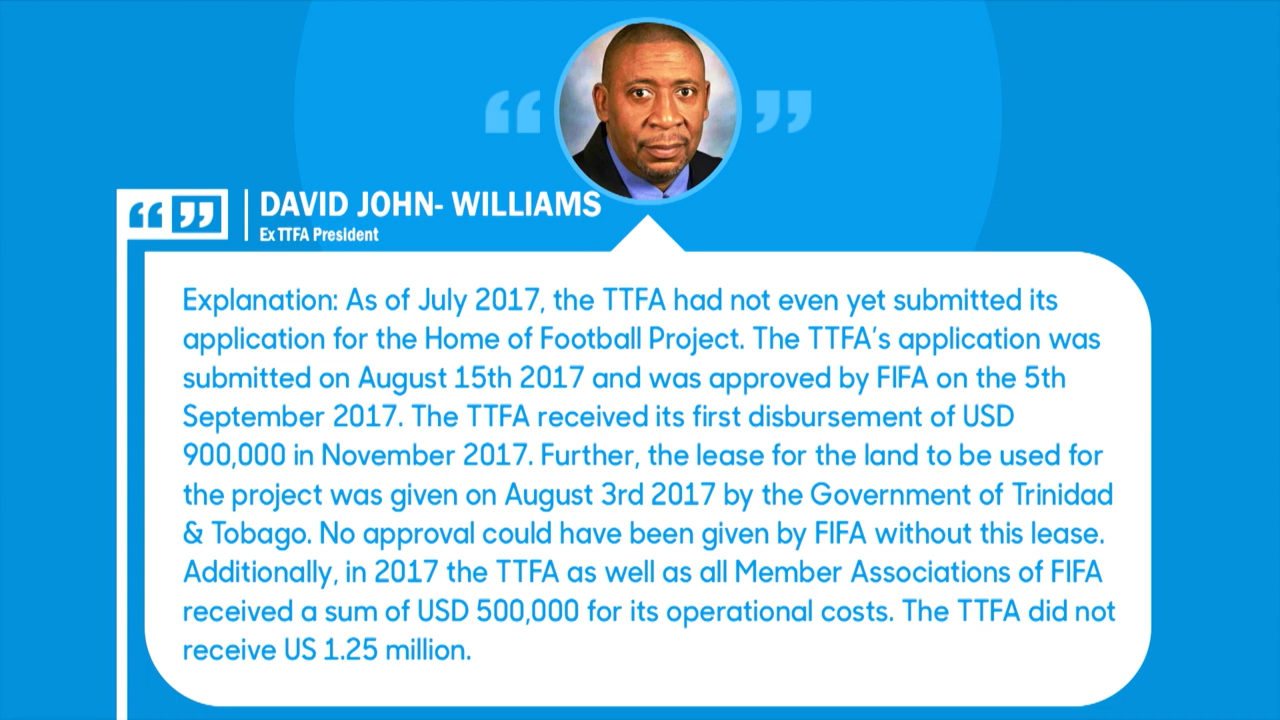 DAVID JOHN- WILLIAMS
Ex TTFA President
Explanation: As of July 2017, the TTFA had not even yet submitted its
application for the Home of Football Project. The TTFA’s application was
submitted on August 15th 2017 and was approved by FIFA on the 5th
September 2017. The TTFA received its first disbursement of USD
900,000 in November 2017. Further, the lease for the land to be used for
the project was given on August 3rd 2017 by the Government of Trinidad
& Tobago. No approval could have been given by FIFA without this lease.
Additionally, in 2017 the TTFA as well as all Member Associations of FIFA
received a sum of USD 500,000 for its operational costs. The TTFA did not
receive US 1.25 million.